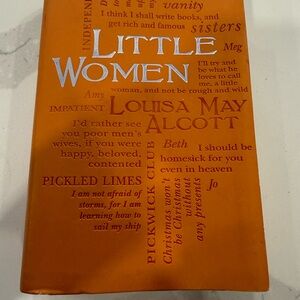 vanity
I think I shall write books, and
get rich and famous
sisters
INDEPEN
LITTLE
WOMEN
Meg
I'll try and
be what he
loves to call
me, a little
woman, and not be rough and wild
Amy
IMPATIENT
LOUISA MAY
ALCOTT
I'd rather see
you poor men's
wives, if you were
happy, beloved,
contented
Beth
I should be
homesick for you
even in heaven
PICKLED LIMES
I am not afraid of
storms, for I am
learning how to
sail my ship
PICKWICK CLUB
Christmas won't
be Christmas
without
any presents
Jo